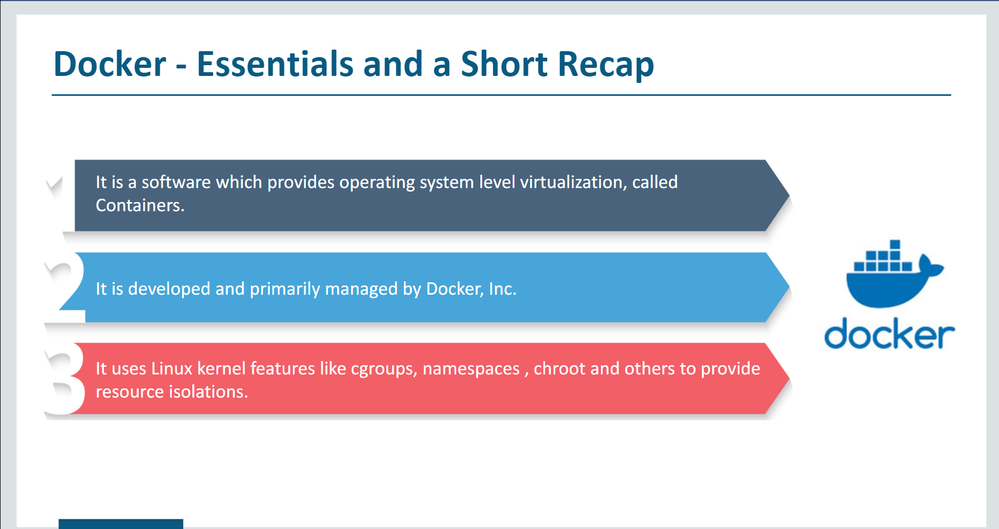 Docker - Essentials and a Short Recap
1
It is a software which provides operating system level virtualization, called
Containers.
2
It is developed and primarily managed by Docker, Inc.
3
It uses Linux kernel features like cgroups, namespaces , chroot and others to provide
resource isolations.
docker